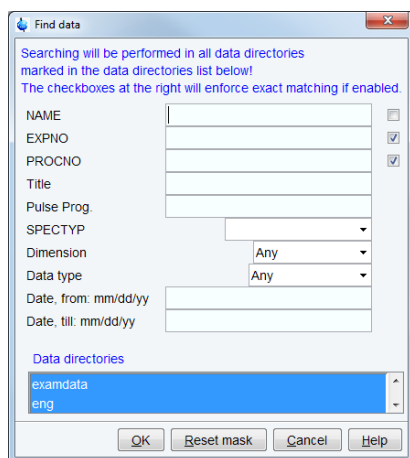 Find data
Searching will be performed in all data directories
marked in the data directories list below!
The checkboxes at the right will enforce exact matching if enabled.
NAME
EXPNO
PROCNO
Title
Pulse Prog.
SPECTYP
Dimension Any
Data type Any
Date, from: mm/dd/yy
Date, till: mm/dd/yy
Data directories
examdata
eng
OK Reset mask Cancel Help